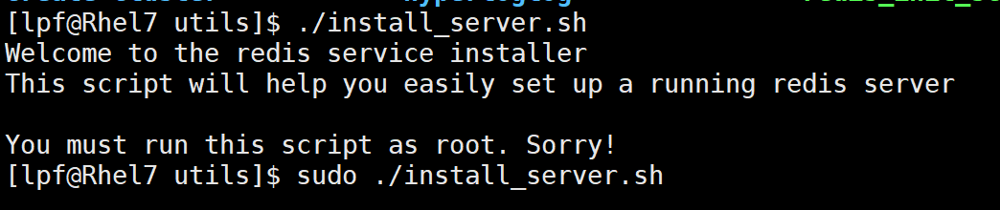 [lpf@Rhel7 utils]$ ./install_server.sh
Welcome to the redis service installer
This script will help you easily set up a running redis server
You must run this script as root. Sorry!
[lpf@Rhel7 utils]$ sudo ./install_server.sh